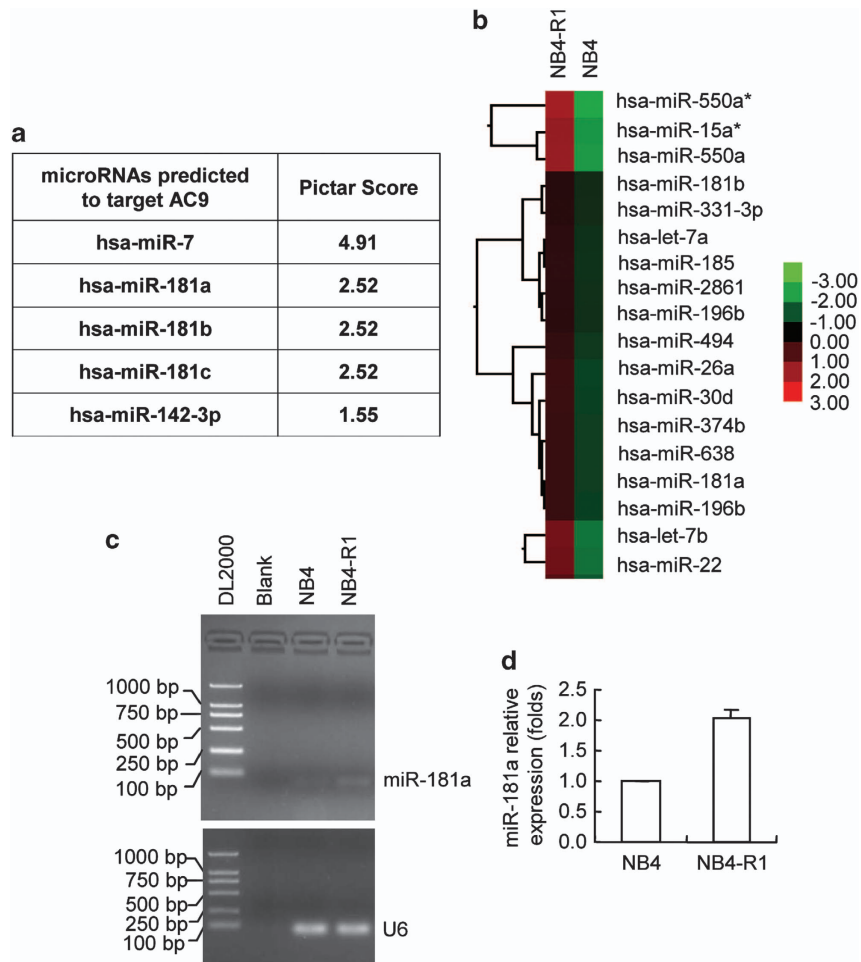 a
microRNAs predicted
to target AC9
Pictar Score
hsa-miR-7
4.91
hsa-miR-181a
2.52
hsa-miR-181b
2.52
hsa-miR-181c
2.52
hsa-miR-142-3p
1.55
b
NB4-R1
NB4
hsa-miR-550a*
hsa-miR-15a*
hsa-miR-550a
hsa-miR-181b
hsa-miR-331-3p
hsa-let-7a
hsa-miR-185
hsa-miR-2861
hsa-miR-196b
hsa-miR-494
hsa-miR-26a
hsa-miR-30d
hsa-miR-374b
hsa-miR-638
hsa-miR-181a
hsa-miR-196b
hsa-let-7b
hsa-miR-22
-3.00
-2.00
-1.00
0.00
1.00
2.00
3.00
c
DL2000
Blank
NB4
NB4-R1
1000 bp
750 bp
500 bp
250 bp
100 bp
miR-181a
1000 bp
750 bp
500 bp
250 bp
100 bp
U6
d
miR-181a relative
expression (folds)
2.5
2.0
1.5
1.0
0.5
0.0
NB4
NB4-R1